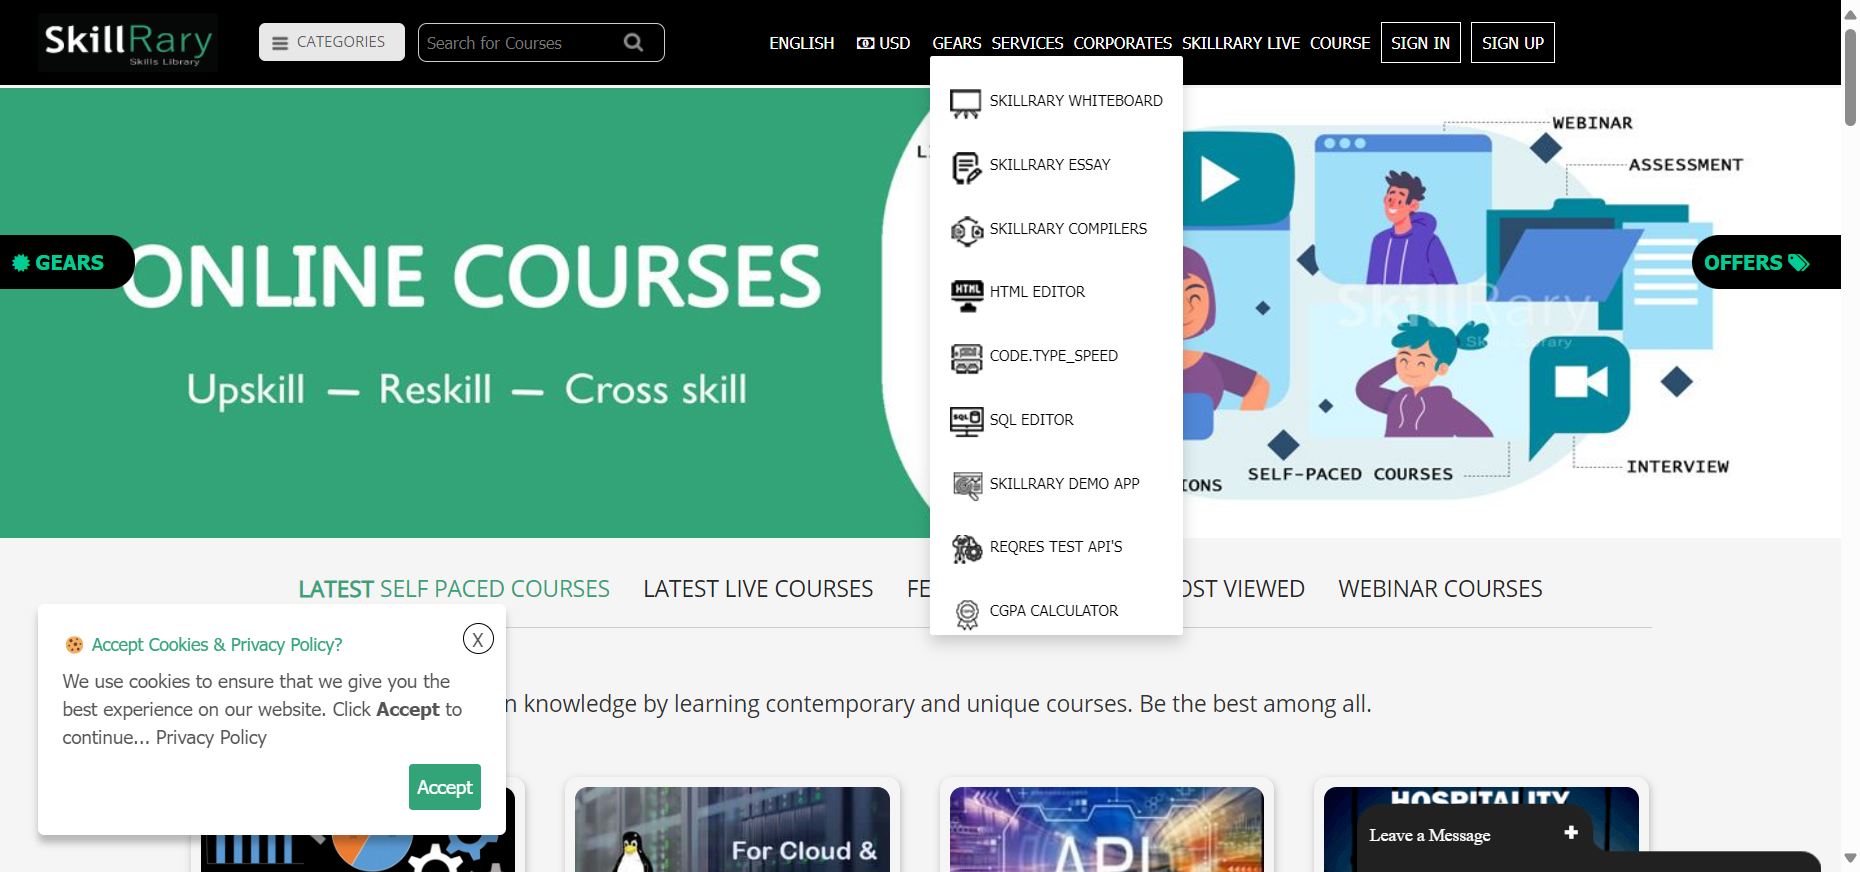 SkillRary
Skills Library
CATEGORIES
Search for Courses
ENGLISH
USD
GEARS
SERVICES
CORPORATES
SKILLRARY LIVE
COURSE
SIGN IN
SIGN UP
SKILLRARY WHITEBOARD
SKILLRARY ESSAY
SKILLRARY COMPILERS
HTML
HTML EDITOR
CODE.TYPE_SPEED
SQL
SQL EDITOR
SKILLRARY DEMO APP
REQRES TEST API'S
CGPA CALCULATOR
GEARS
ONLINE COURSES
Upskill — Reskill — Cross skill
WEBINAR
ASSESSMENT
OFFERS
SkillRary
Skills Library
SELF-PACED COURSES
INTERVIEW
IONS
LATEST SELF PACED COURSES
LATEST LIVE COURSES
FE
OST VIEWED
WEBINAR COURSES
n knowledge by learning contemporary and unique courses. Be the best among all.
Accept Cookies & Privacy Policy?
X
We use cookies to ensure that we give you the
best experience on our website. Click Accept to
continue... Privacy Policy
Accept
For Cloud &
API
HOSPITALITY
Leave a Message